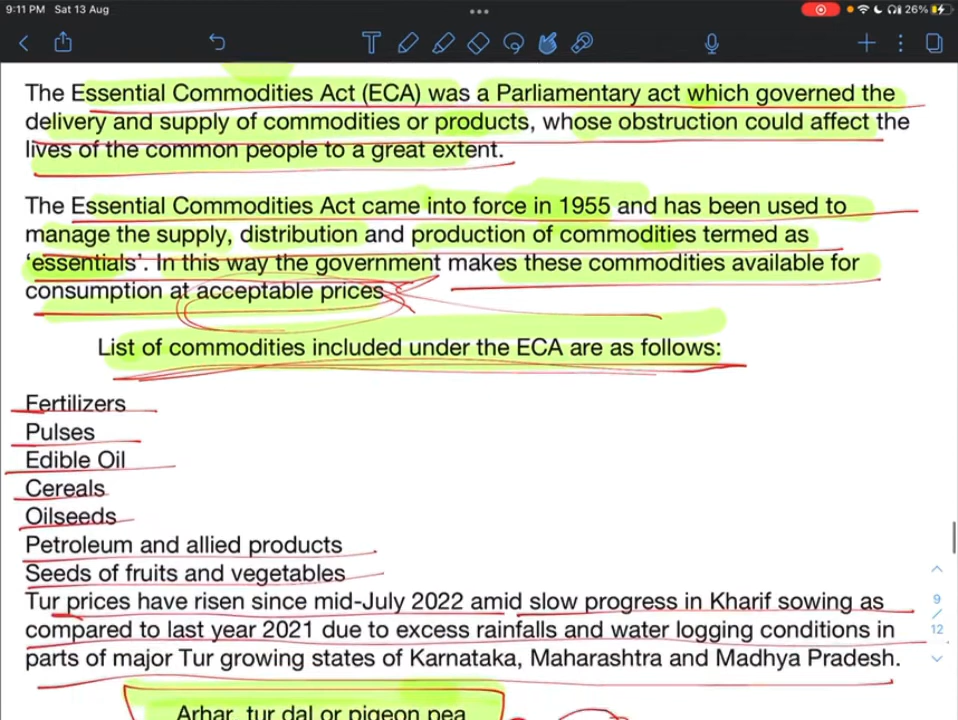 9:11 PM Sat 13 Aug
26%
The Essential Commodities Act (ECA) was a Parliamentary act which governed the
delivery and supply of commodities or products, whose obstruction could affect the
lives of the common people to a great extent.
The Essential Commodities Act came into force in 1955 and has been used to
manage the supply, distribution and production of commodities termed as
‘essentials’. In this way the government makes these commodities available for
consumption at acceptable prices.
List of commodities included under the ECA are as follows:
Fertilizers
Pulses
Edible Oil
Cereals
Oilseeds
Petroleum and allied products
Seeds of fruits and vegetables
Tur prices have risen since mid-July 2022 amid slow progress in Kharif sowing as
compared to last year 2021 due to excess rainfalls and water logging conditions in
parts of major Tur growing states of Karnataka, Maharashtra and Madhya Pradesh.
9
/
12
Arhar, tur dal or pigeon pea